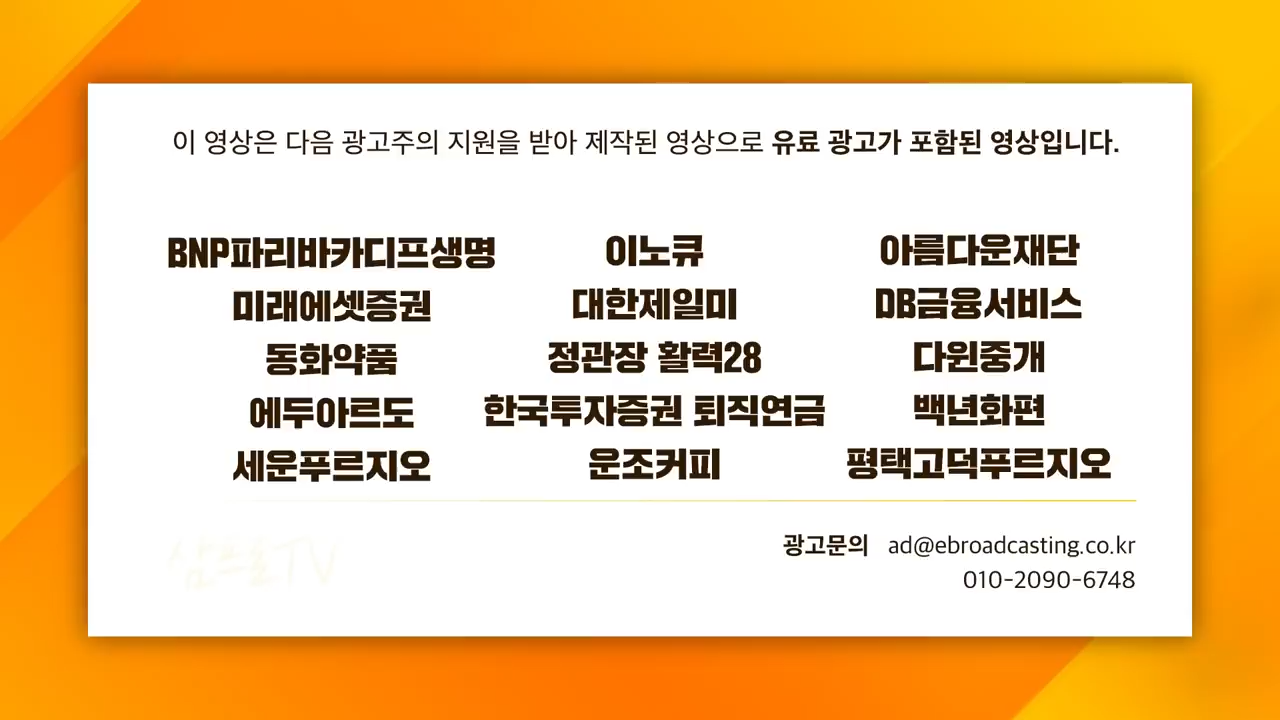 이 영상은 다음 광고주의 지원을 받아 제작된 영상으로 유료 광고가 포함된 영상입니다.
BNP파리바카디프생명 이노큐 아름다운재단
미래에셋증권 대한제일미 DB금융서비스
동화약품 정관장 활력28 다윈중개
에두아르도 한국투자증권 퇴직연금 백년화편
세운푸르지오 운조커피 평택고덕푸르지오
삼프로TV
광고문의 ad@ebroadcasting.co.kr
010-2090-6748